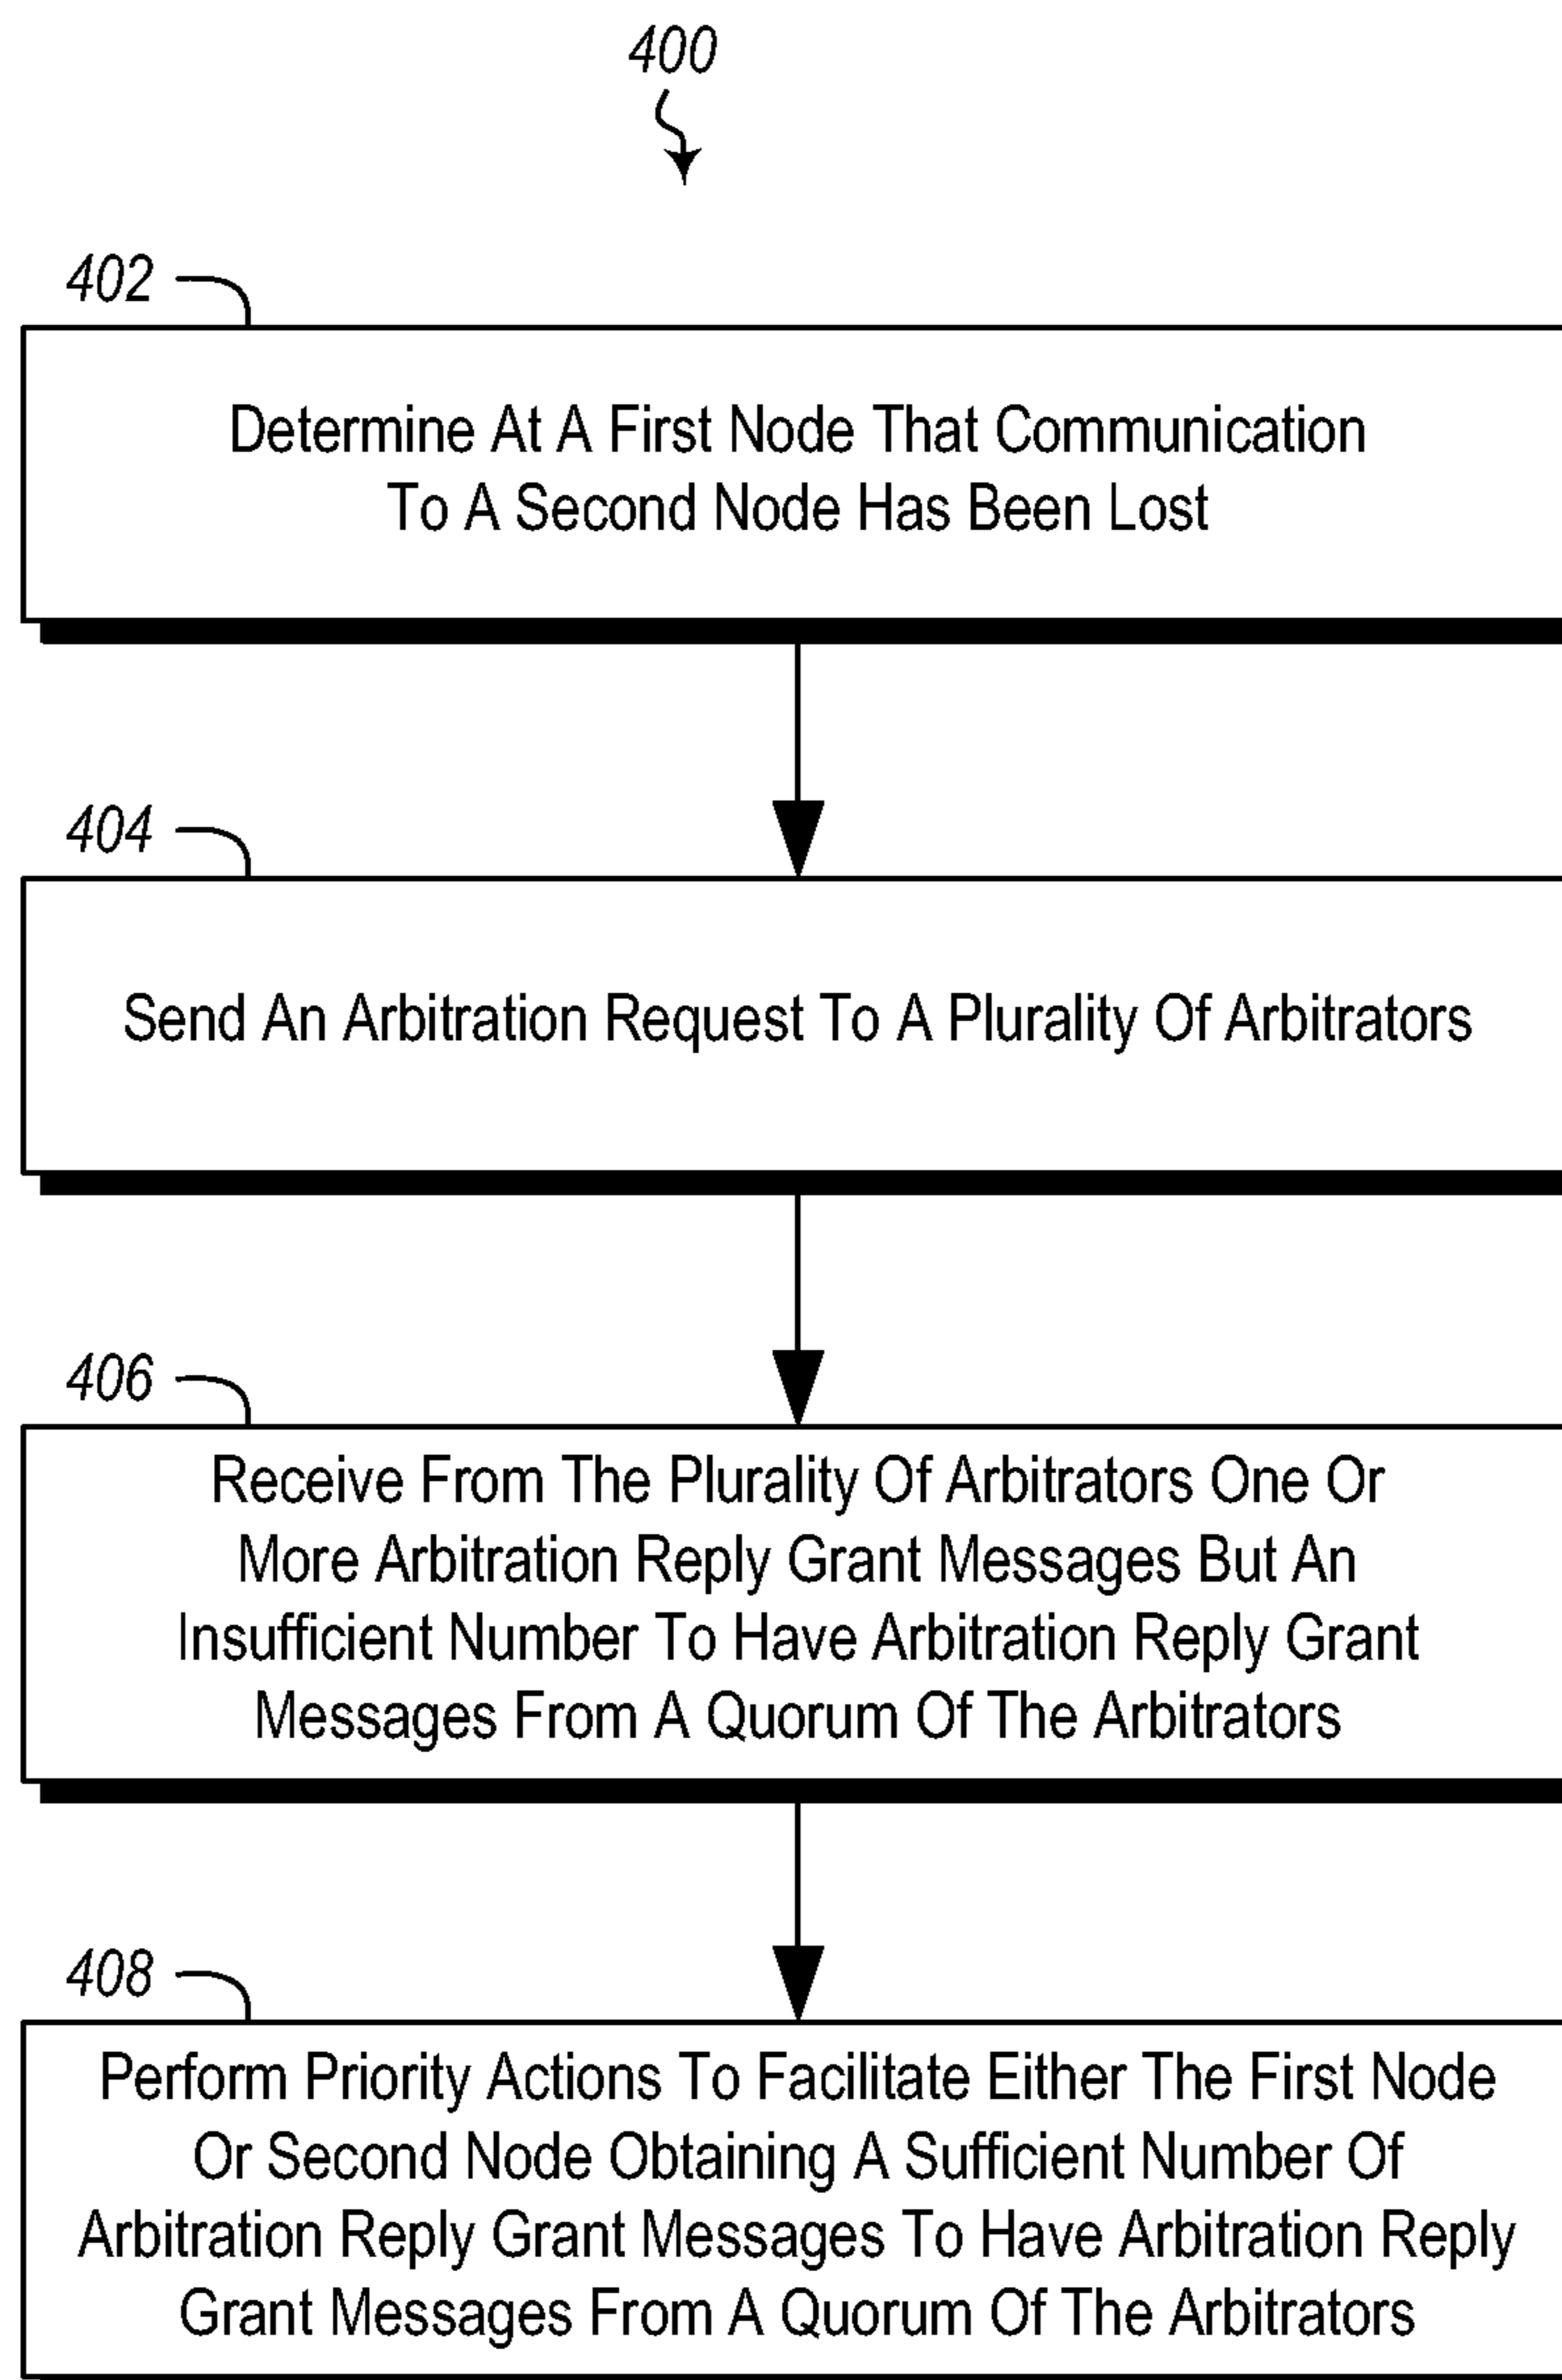 400
402
Determine At A First Node That Communication
To A Second Node Has Been Lost
404
Send An Arbitration Request To A Plurality Of Arbitrators
406
Receive From The Plurality Of Arbitrators One Or
More Arbitration Reply Grant Messages But An
Insufficient Number To Have Arbitration Reply Grant
Messages From A Quorum Of The Arbitrators
408
Perform Priority Actions To Facilitate Either The First Node
Or Second Node Obtaining A Sufficient Number Of
Arbitration Reply Grant Messages To Have Arbitration Reply
Grant Messages From A Quorum Of The Arbitrators